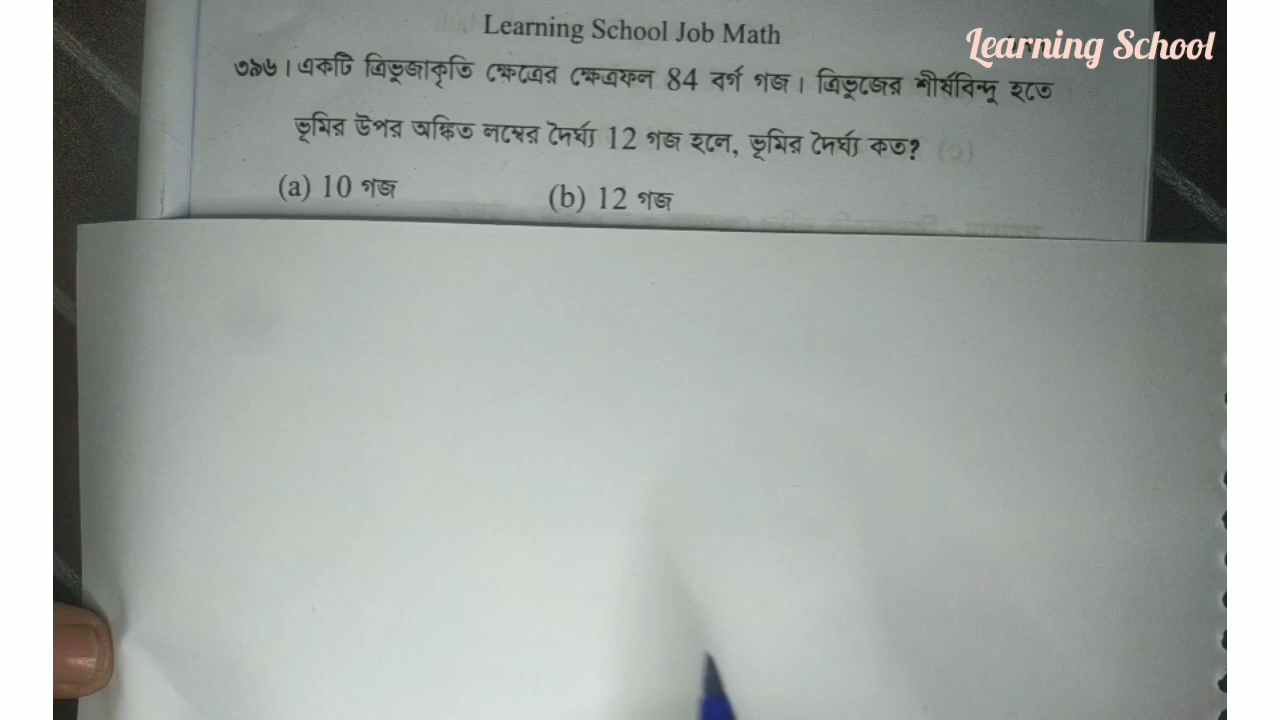 Learning School Job Math
Learning School
৩৯৬। একটি ত্রিভূজাকৃতি ক্ষেত্রের ক্ষেত্রফল 84 বর্গ গজ। ত্রিভূজের শীর্ষবিন্দু হতে
ভূমির উপর অঙ্কিত লম্বের দৈর্ঘ্য 12 গজ হলে, ভূমির দৈর্ঘ্য কত?
(a) 10 গজ (b) 12 গজ